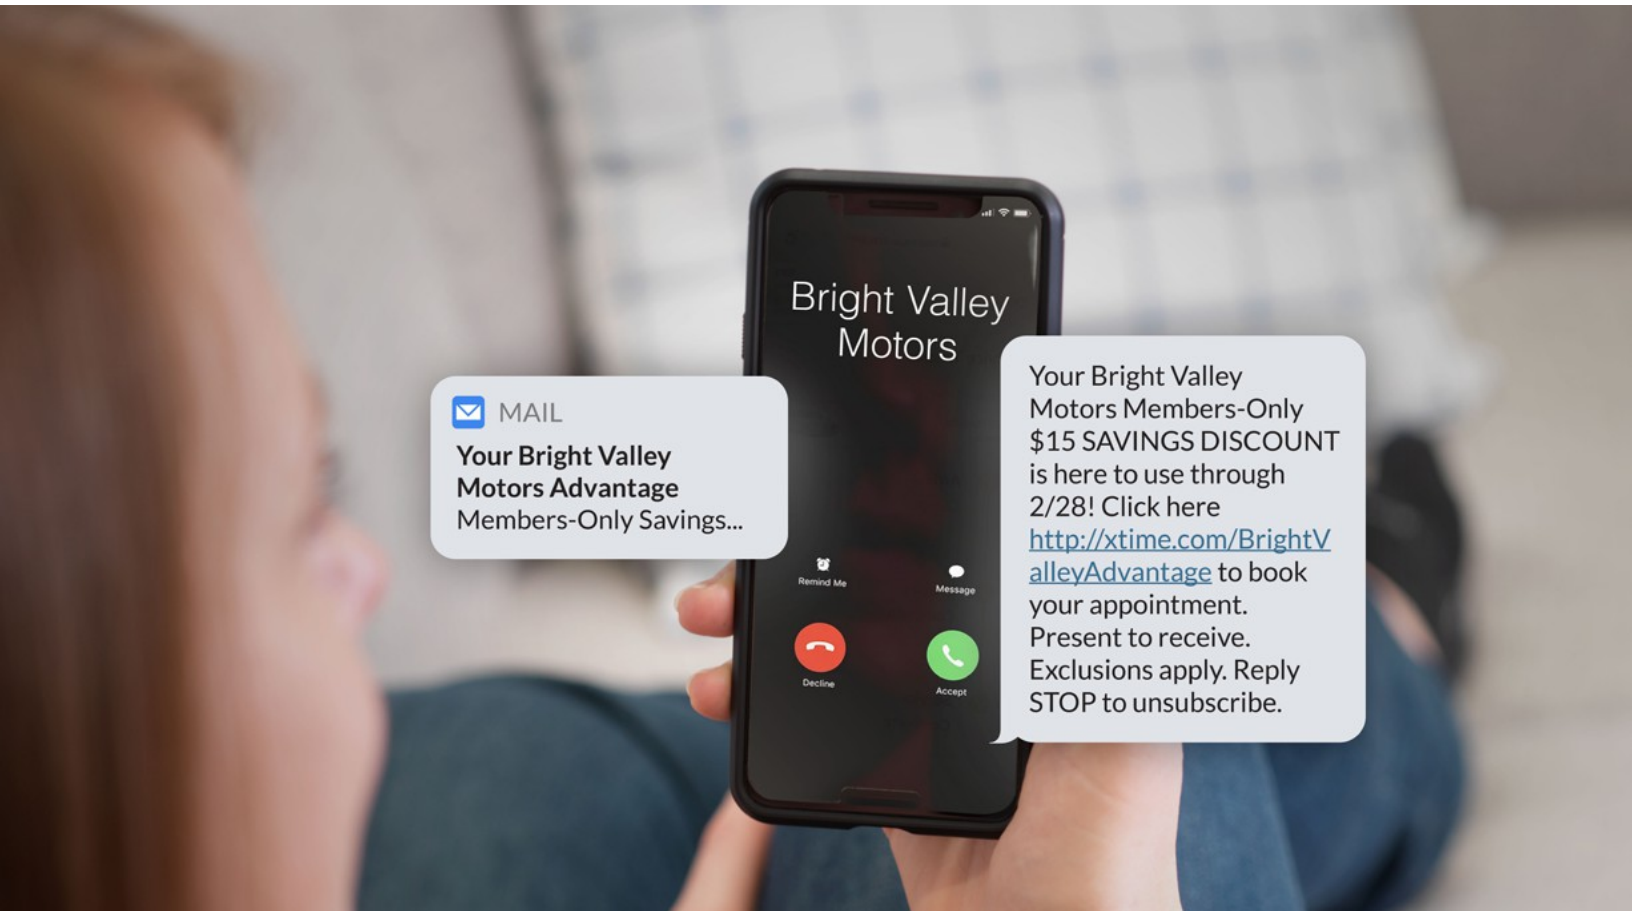 Bright Valley
Motors
MAIL
Your Bright Valley
Motors Advantage
Members-Only Savings...
Your Bright Valley
Motors Members-Only
$15 SAVINGS DISCOUNT
is here to use through
2/28! Click here
http://xtime.com/BrightV
alleyAdvantage to book
your appointment.
Present to receive.
Exclusions apply. Reply
STOP to unsubscribe.
Remind Me
Message
Decline
Accept